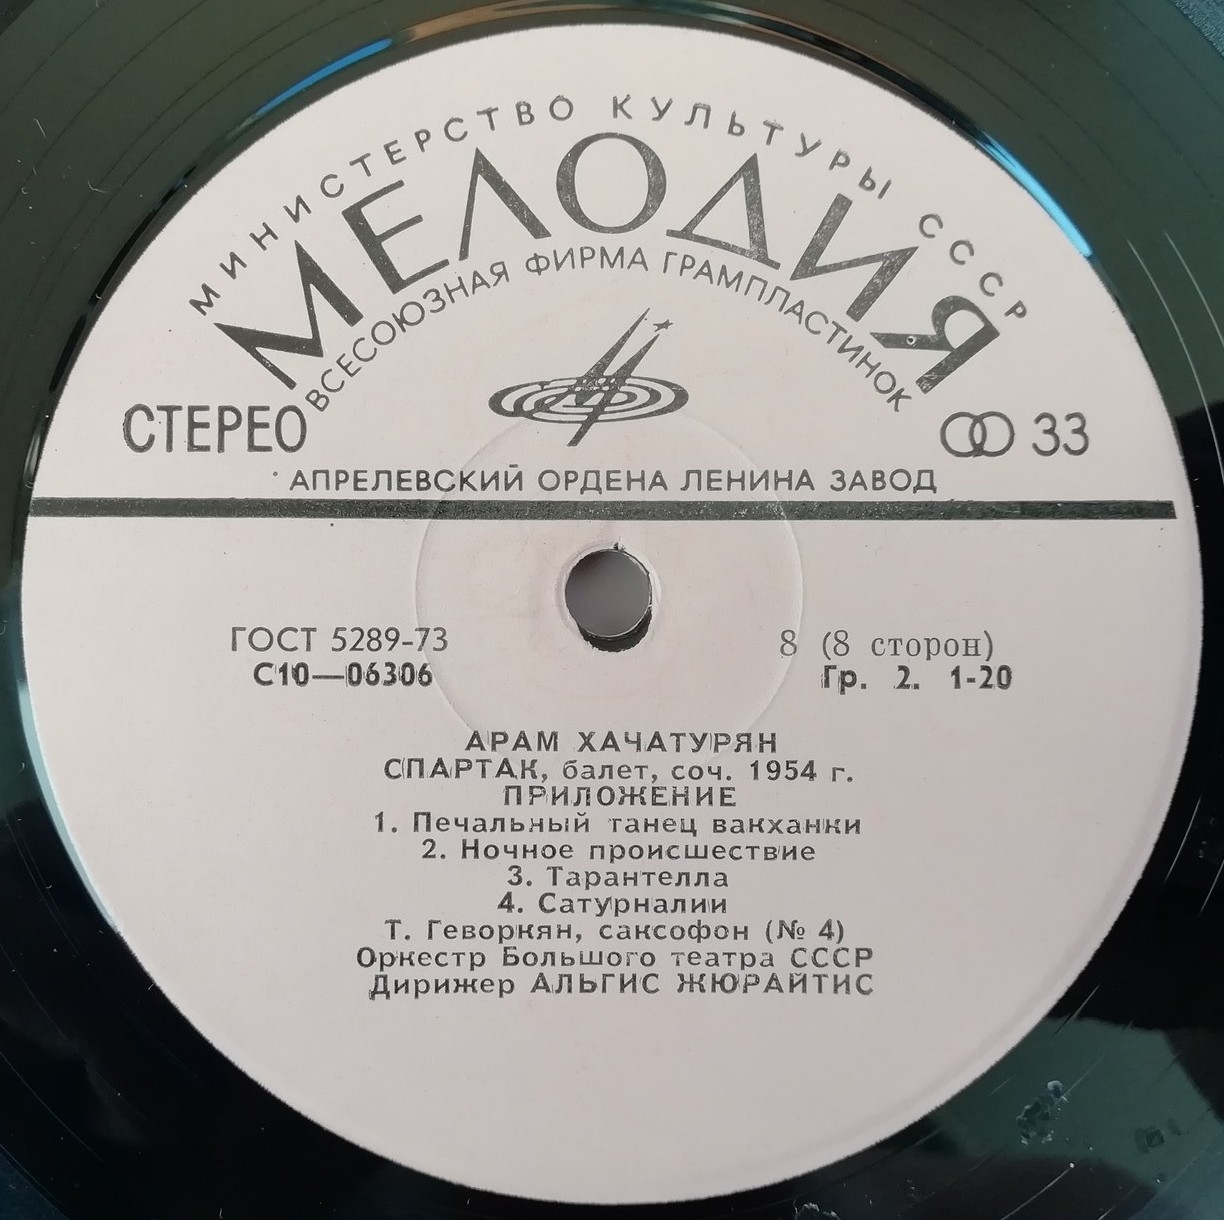 МИНИСТЕРСТВО КУЛЬТУРЫ СССР
МЕЛОДИЯ
ВСЕСОЮЗНАЯ ФИРМА ГРАМПЛАСТИНОК
СТЕРЕО
33
АПРЕЛЕВСКИЙ ОРДЕНА ЛЕНИНА ЗАВОД
ГОСТ 5289-73
8 (8 сторон)
С10—06306
Гр. 2. 1-20
АРАМ ХАЧАТУРЯН
СПАРТАК, балет, соч. 1954 г.
ПРИЛОЖЕНИЕ
1. Печальный танец вакханки
2. Ночное происшествие
3. Тарантелла
4. Сатурналии
Т. Геворкян, саксофон (№ 4)
Оркестр Большого театра СССР
Дирижер АЛЬГИС ЖЮРАЙТИС